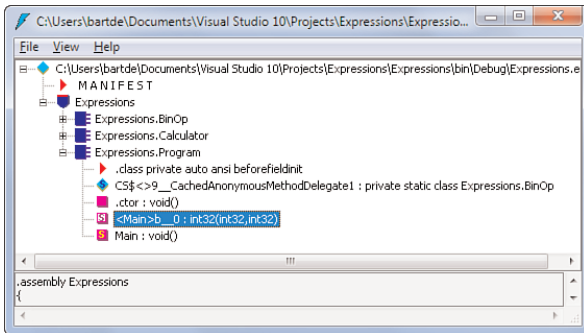 C:\Users\bartde\Documents\Visual Studio 10\Projects\Expressions\Expressio...
File View Help
C:\Users\bartde\Documents\Visual Studio 10\Projects\Expressions\Expressions\bin\Debug\Expressions.e
MANIFEST
Expressions
Expressions.BinOp
Expressions.Calculator
Expressions.Program
.class private auto ansi beforefieldinit
CS$<>9__CachedAnonymousMethodDelegate1 : private static class Expressions.BinOp
.ctor : void()
<Main>b__0 : int32(int32,int32)
Main : void()
.assembly Expressions
{